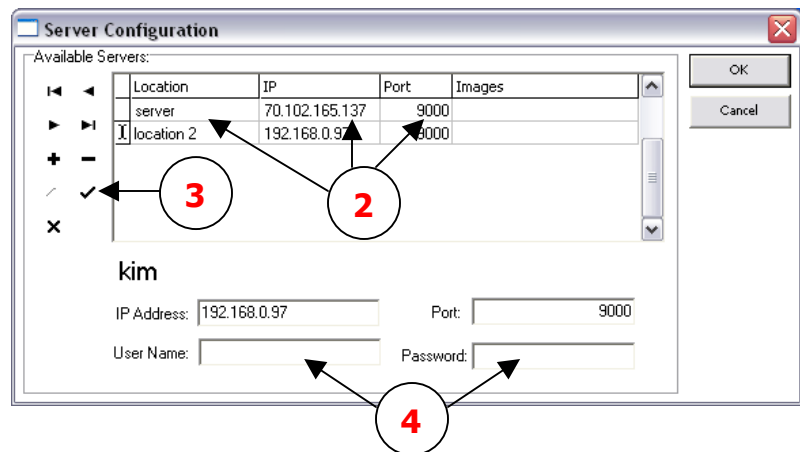 Server Configuration
Available Servers:
Location IP Port Images
server 70.102.165.137 9000
location 2 192.168.0.97 9000
3
2
kim
IP Address: 192.168.0.97 Port: 9000
User Name: Password:
4
OK
Cancel